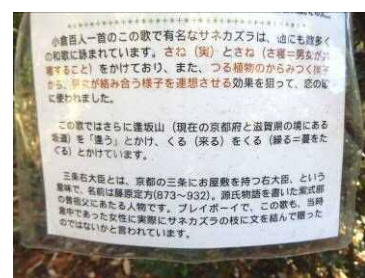 小倉百人一首のこの歌で有名なサネカズラは、他にも数多く
の和歌に詠まれています。さね（実）とさね（さ寝＝男女が共
寝すること）をかけており、また、つる植物のからみつく様子
から、男女が絡み合う様子を連想させる効果を狙って、恋の歌
に使われました。
この歌ではさらに逢坂山（現在の京都府と滋賀県の境にある
坂道）を「逢う」とかけ、くる（来る）をくる（繰る＝蔓をた
ぐる）とかけています。
三条右大臣とは、京都の三条にお屋敷を持つ右大臣、という
意味で、名前は藤原定方(873～932)。源氏物語を書いた紫式部
の曽祖父にあたる人物です。プレイボーイで、この歌も、当時
意中であった女性に実際にサネカズラの枝に文を結んで贈った
のではないかと言われています。